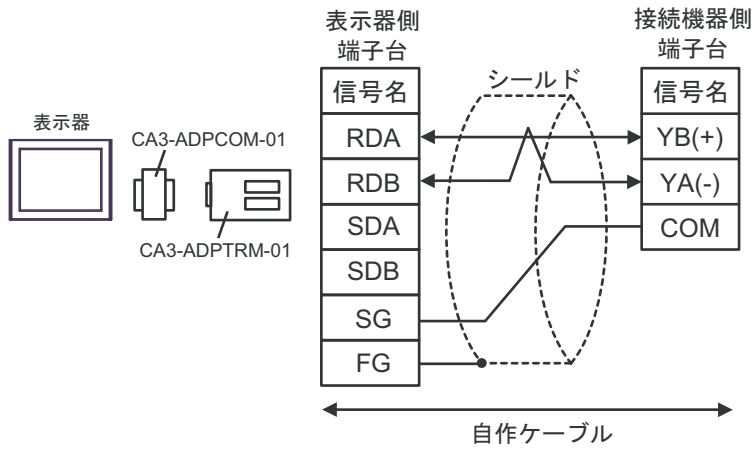 表示器側
端子台
接続機器側
端子台
信号名
シールド
信号名
表示器
CA3-ADPCOM-01
CA3-ADPTRM-01
RDA
YB(+)
RDB
YA(-)
SDA
COM
SDB
SG
FG
自作ケーブル